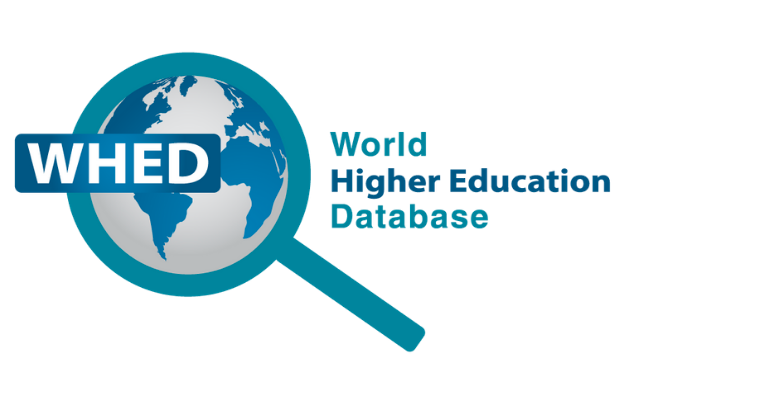 WHED
World
Higher Education
Database